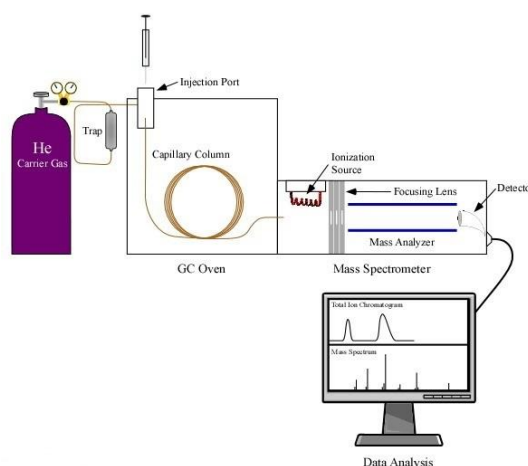 Injection Port
He
Carrier Gas
Trap
Capillary Column
Ionization
Source
Focusing Lens
Mass Analyzer
GC Oven
Mass Spectrometer
Total Ion Chromatogram
Mass Spectrum
Data Analysis